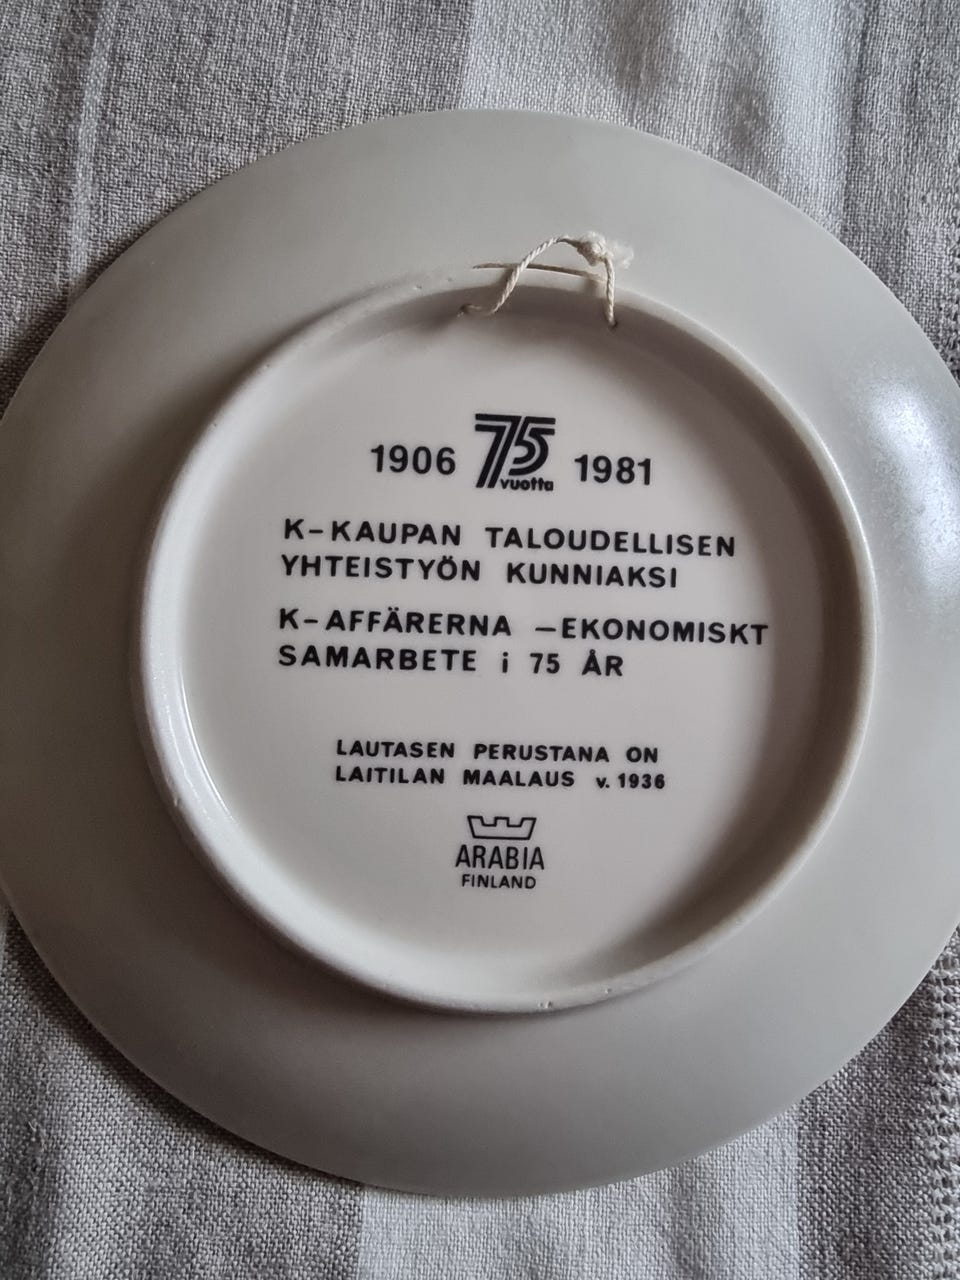 1906 75 vuotta 1981
K-KAUPAN TALOUDELLISEN
YHTEISTYÖN KUNNIAKSI
K-AFFÄRERNA -EKONOMISKT
SAMARBETE i 75 ÅR
LAUTASEN PERUSTANA ON
LAITILAN MAALAUS v. 1936
ARABIA
FINLAND